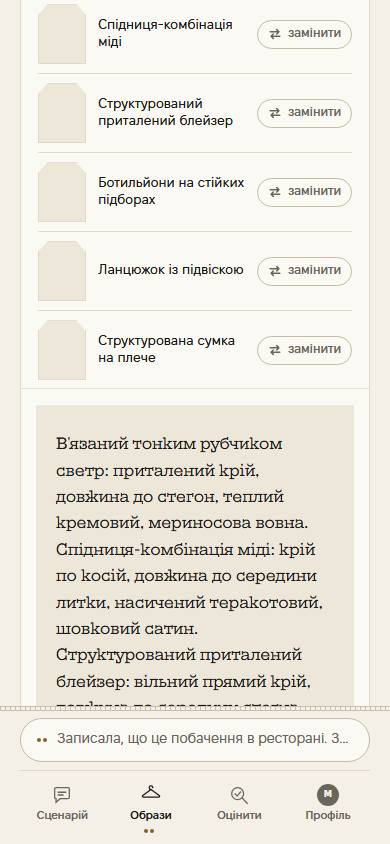 Спідниця-комбінація
міді
замінити
Структурований
приталений блейзер
замінити
Ботильйони на стійких
підборах
замінити
Ланцюжок із підвіскою
замінити
Структурована сумка
на плече
замінити
В'язаний тонким рубчиком
светр: приталений крій,
довжина до стегон, теплий
кремовий, мериносова вовна.
Спідниця-комбінація міді: крій
по косій, довжина до середини
литки, насичений теракотовий,
шовковий сатин.
Структурований приталений
блейзер: вільний прямий крій,
Записала, що це побачення в ресторані. З...
Сценарій
Образи
Оцінити
М
Профіль